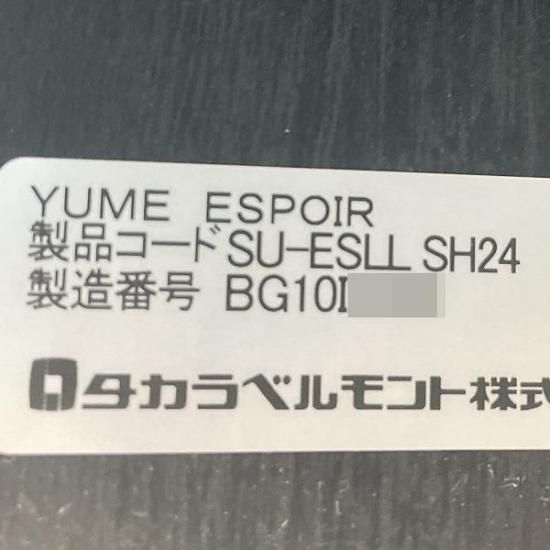 YUME ESPOIR
製品コード SU-ESLL SH24
製造番号 BG10I
タカラベルモント株式